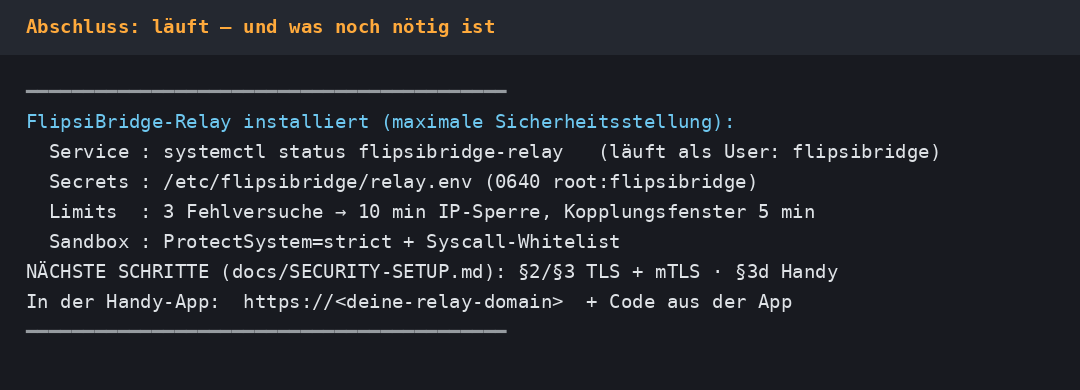 Abschluss: läuft — und was noch nötig ist
FlipsiBridge-Relay installiert (maximale Sicherheitsstellung):
Service : systemctl status flipsibridge-relay (läuft als User: flipsibridge)
Secrets : /etc/flipsibridge/relay.env (0640 root:flipsibridge)
Limits : 3 Fehlversuche → 10 min IP-Sperre, Kopplungsfenster 5 min
Sandbox : ProtectSystem=strict + Syscall-Whitelist
NÄCHSTE SCHRITTE (docs/SECURITY-SETUP.md): §2/§3 TLS + mTLS · §3d Handy
In der Handy-App: https://<deine-relay-domain> + Code aus der App